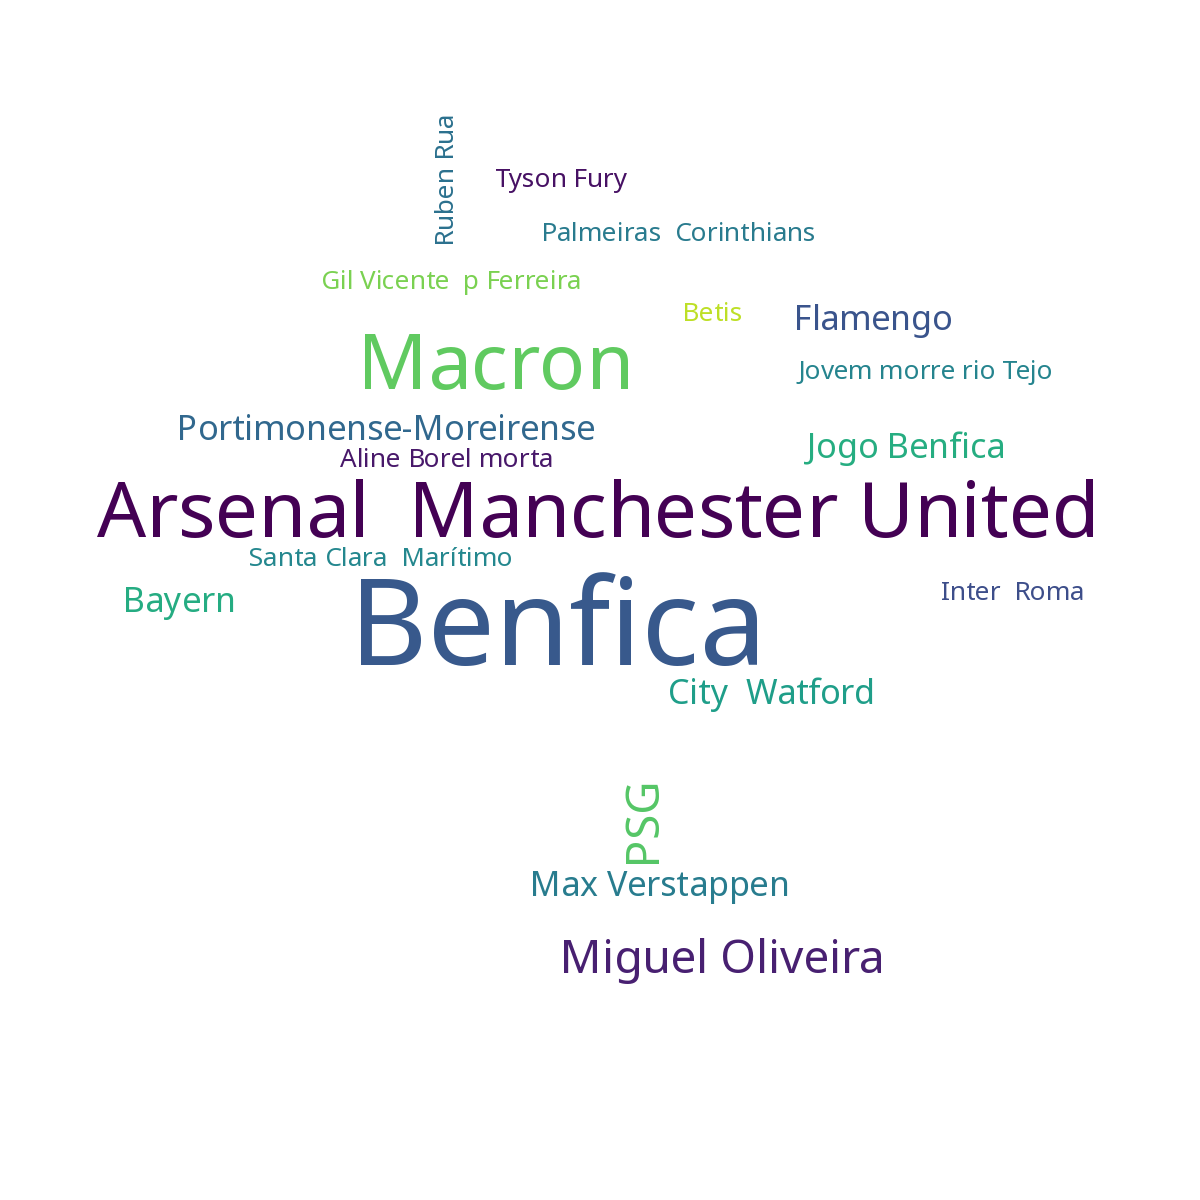 Ruben Rua
Tyson Fury
Palmeiras Corinthians
Gil Vicente p Ferreira
Betis
Flamengo
Macron
Jovem morre rio Tejo
Portimonense-Moreirense
Jogo Benfica
Aline Borel morta
Arsenal Manchester United
Santa Clara Marítimo
Bayern
Inter Roma
Benfica
City Watford
PSG
Max Verstappen
Miguel Oliveira